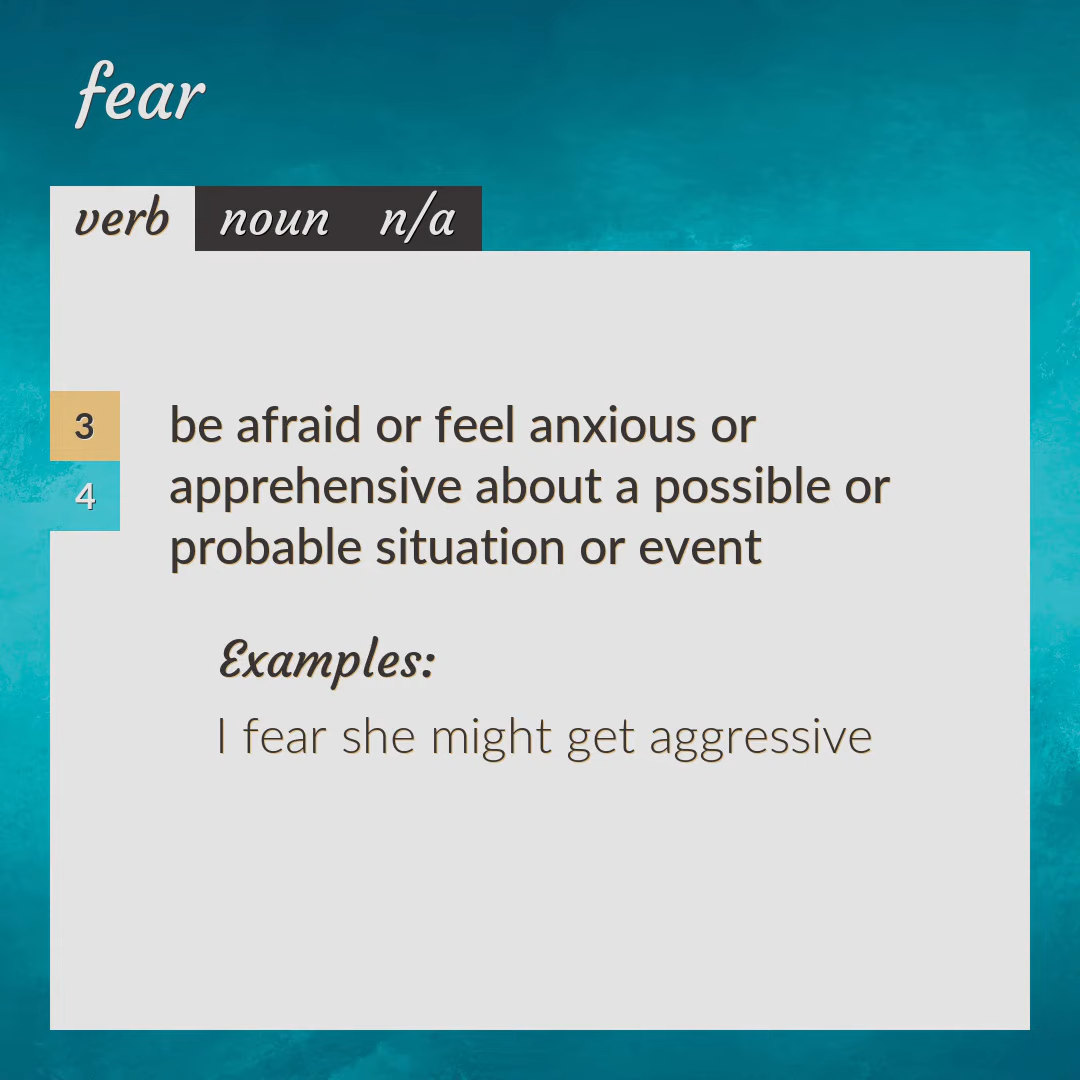 fear
verb noun n/a
3
4
be afraid or feel anxious or
apprehensive about a possible or
probable situation or event
Examples:
I fear she might get aggressive